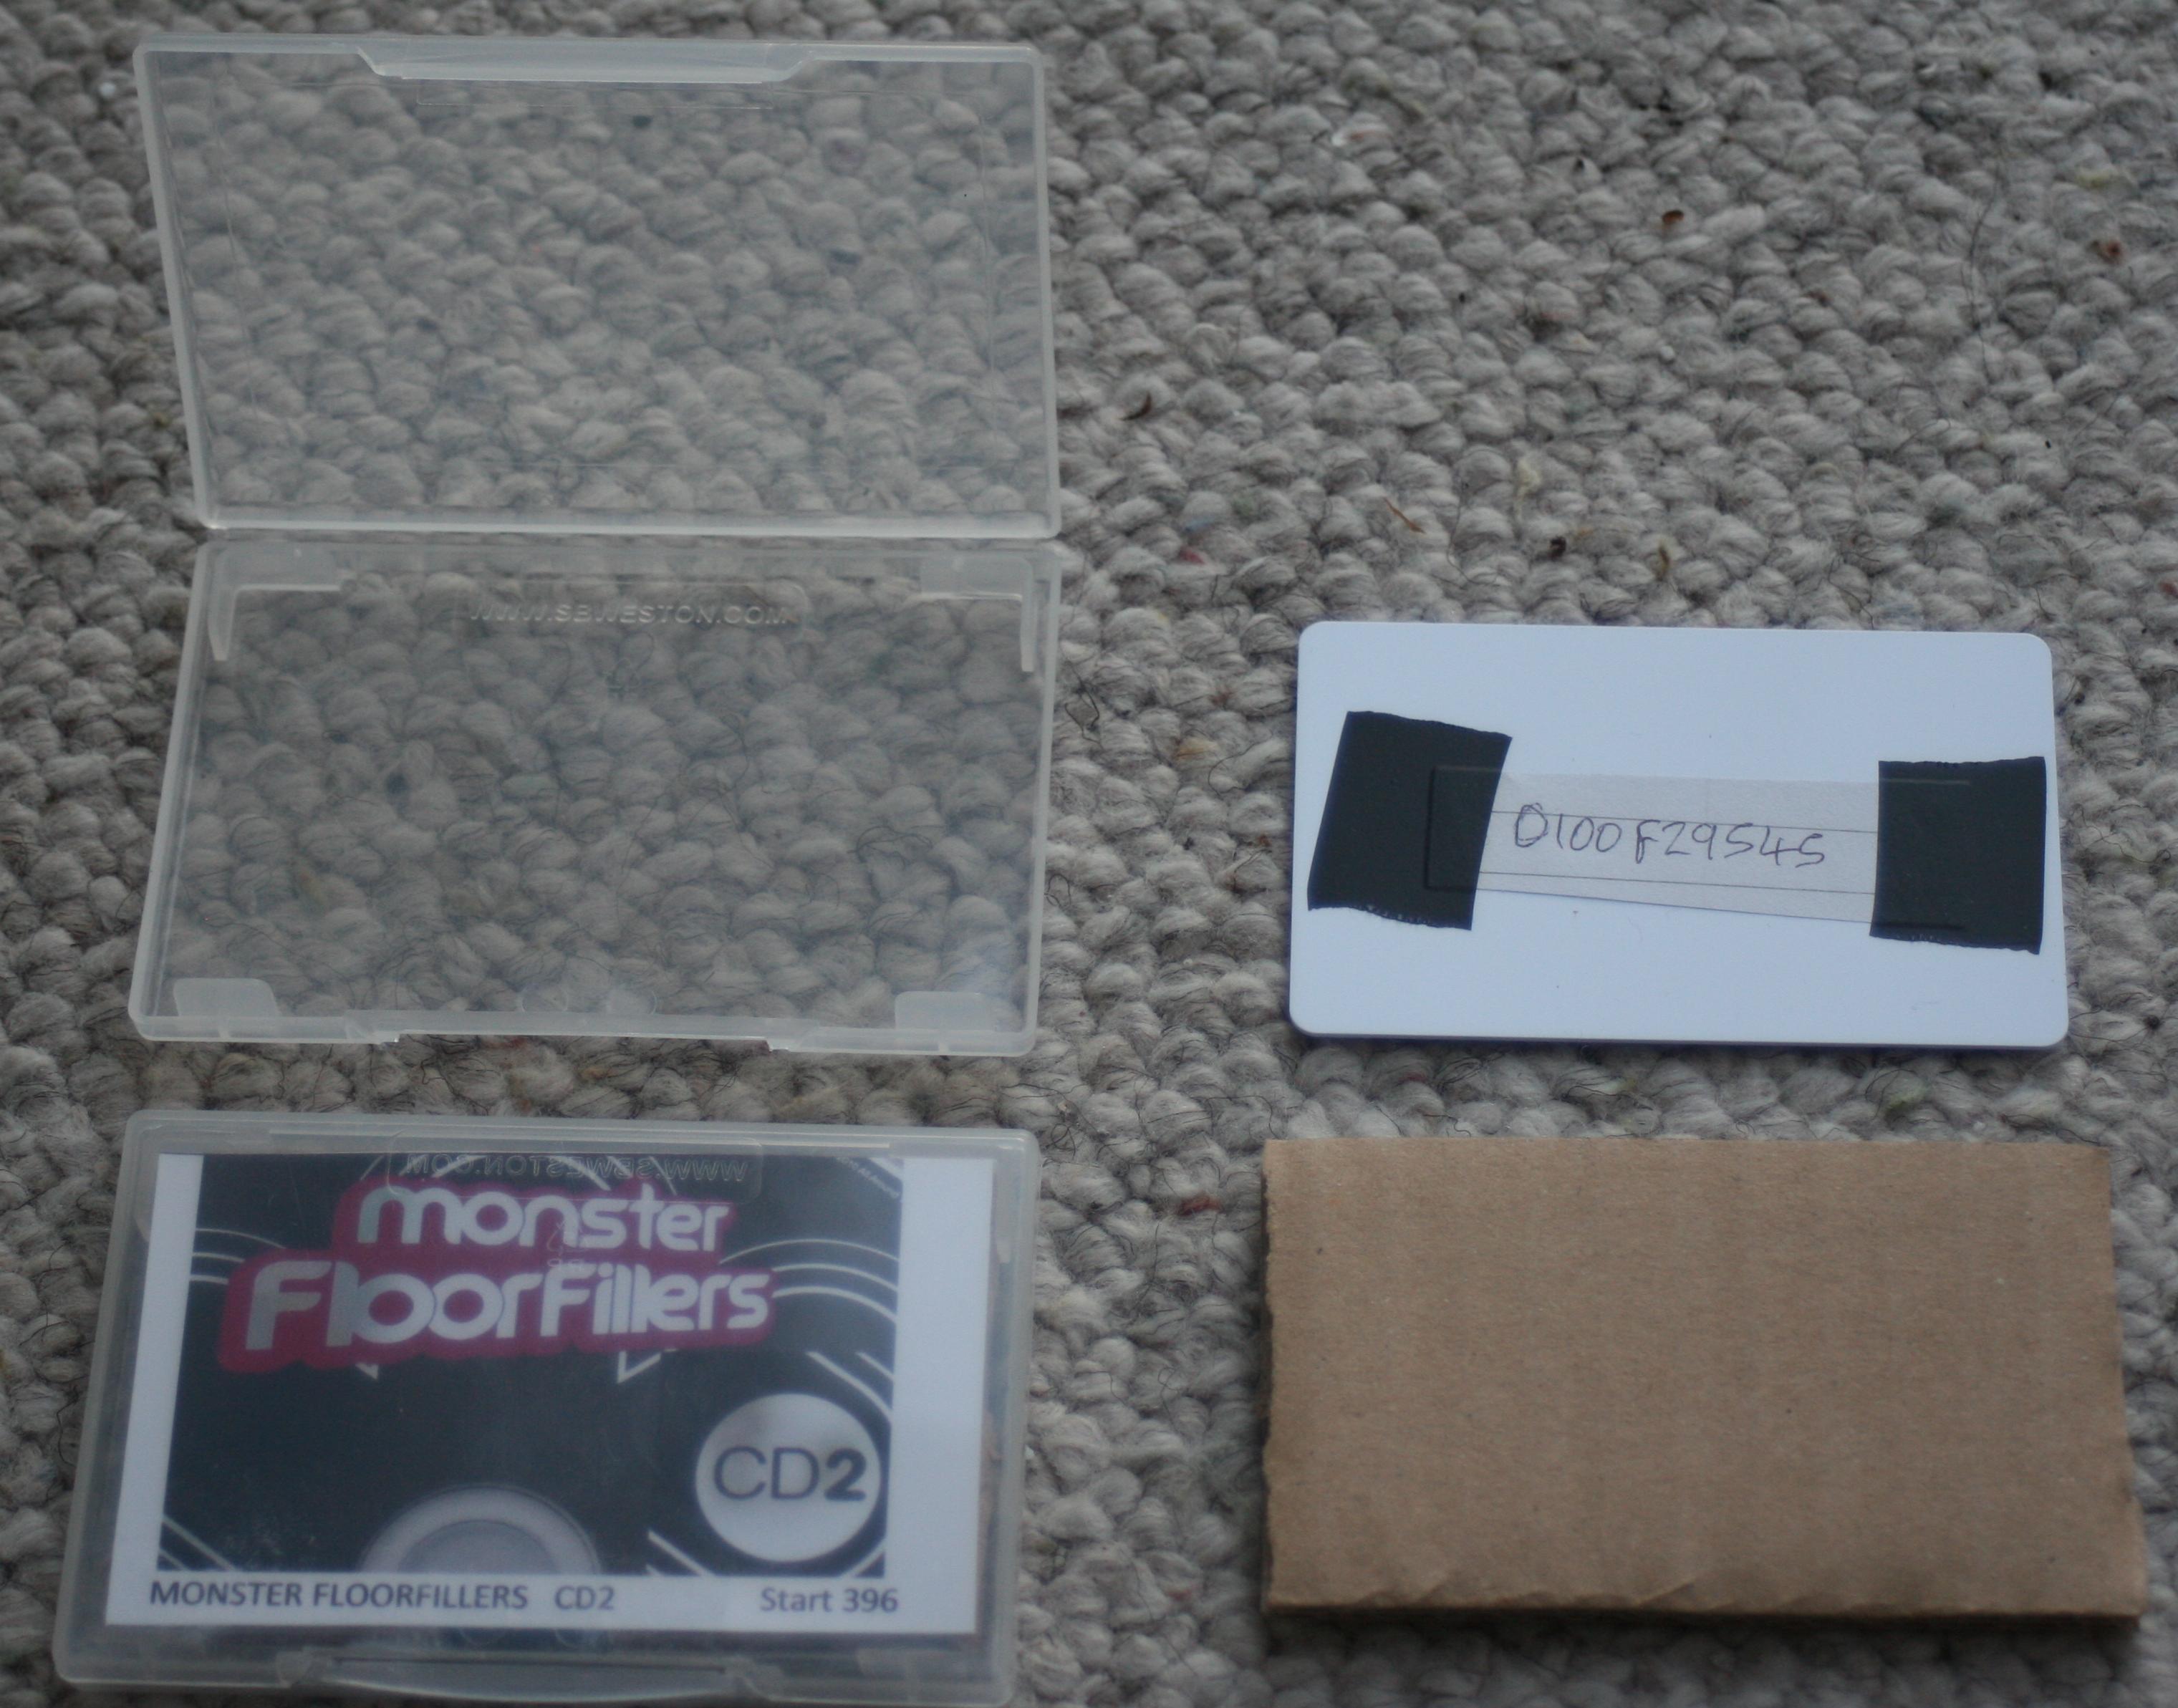 WWW.SBWESTON.COM
0100F29545
WWW.SBWESTON.COM
monster
FloorFillers
CD2
MONSTER FLOORFILLERS CD2 Start 396